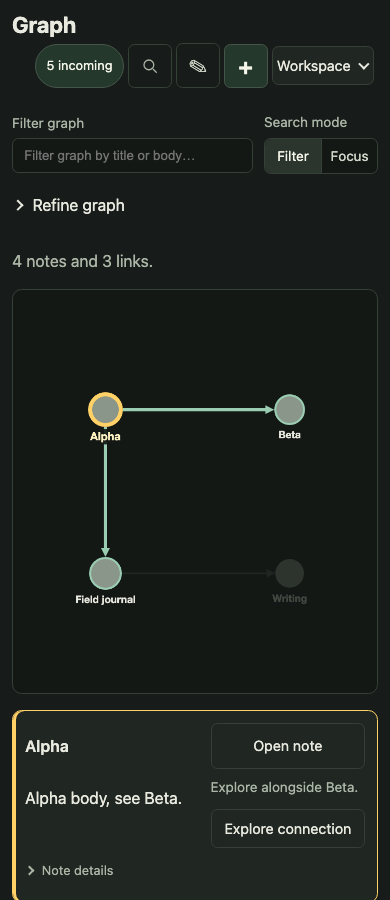 Graph
5 incoming
Workspace
Filter graph
Search mode
Filter graph by title or body...
Filter
Focus
Refine graph
4 notes and 3 links.
Alpha
Beta
Field journal
Writing
Alpha
Open note
Alpha body, see Beta.
Explore alongside Beta.
Explore connection
Note details